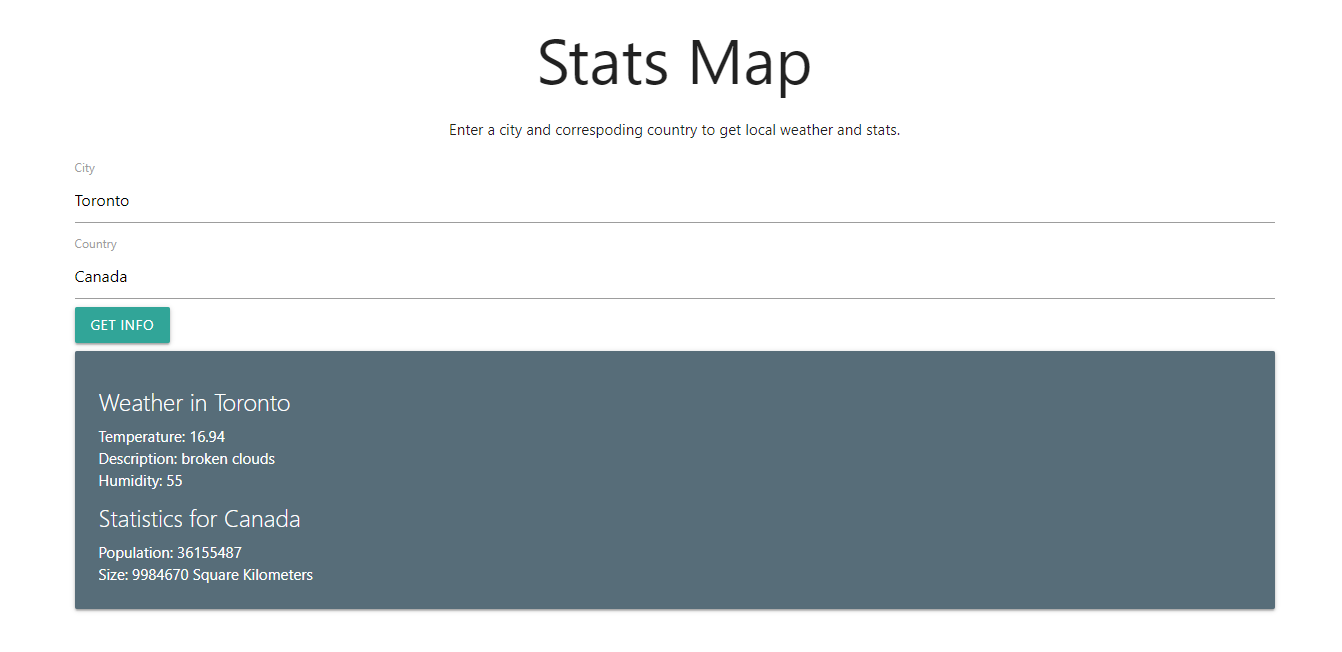 Stats Map
Enter a city and correspoding country to get local weather and stats.
City
Toronto
Country
Canada
GET INFO
Weather in Toronto
Temperature: 16.94
Description: broken clouds
Humidity: 55
Statistics for Canada
Population: 36155487
Size: 9984670 Square Kilometers